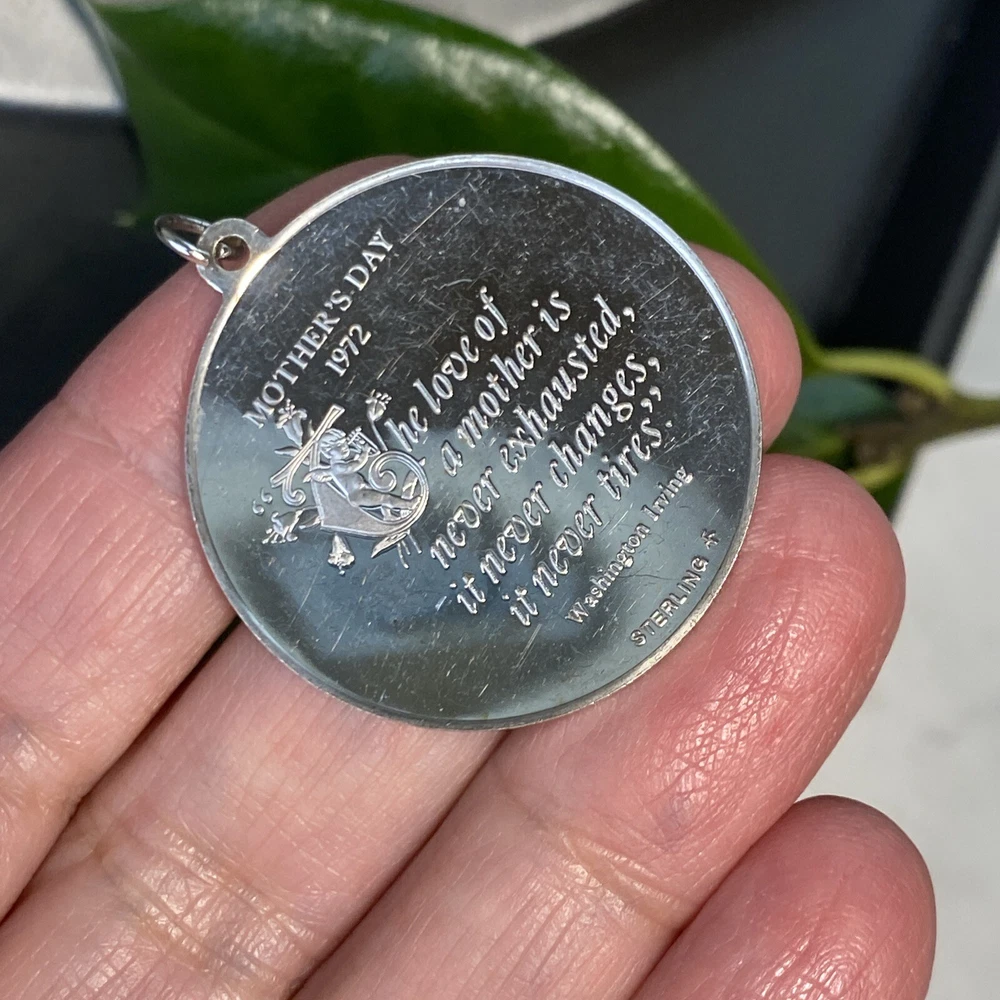 MOTHER'S DAY
1972
The love of
a mother is
never exhausted,
it never changes,
it never tires,,.
Washington Irving
STERLING